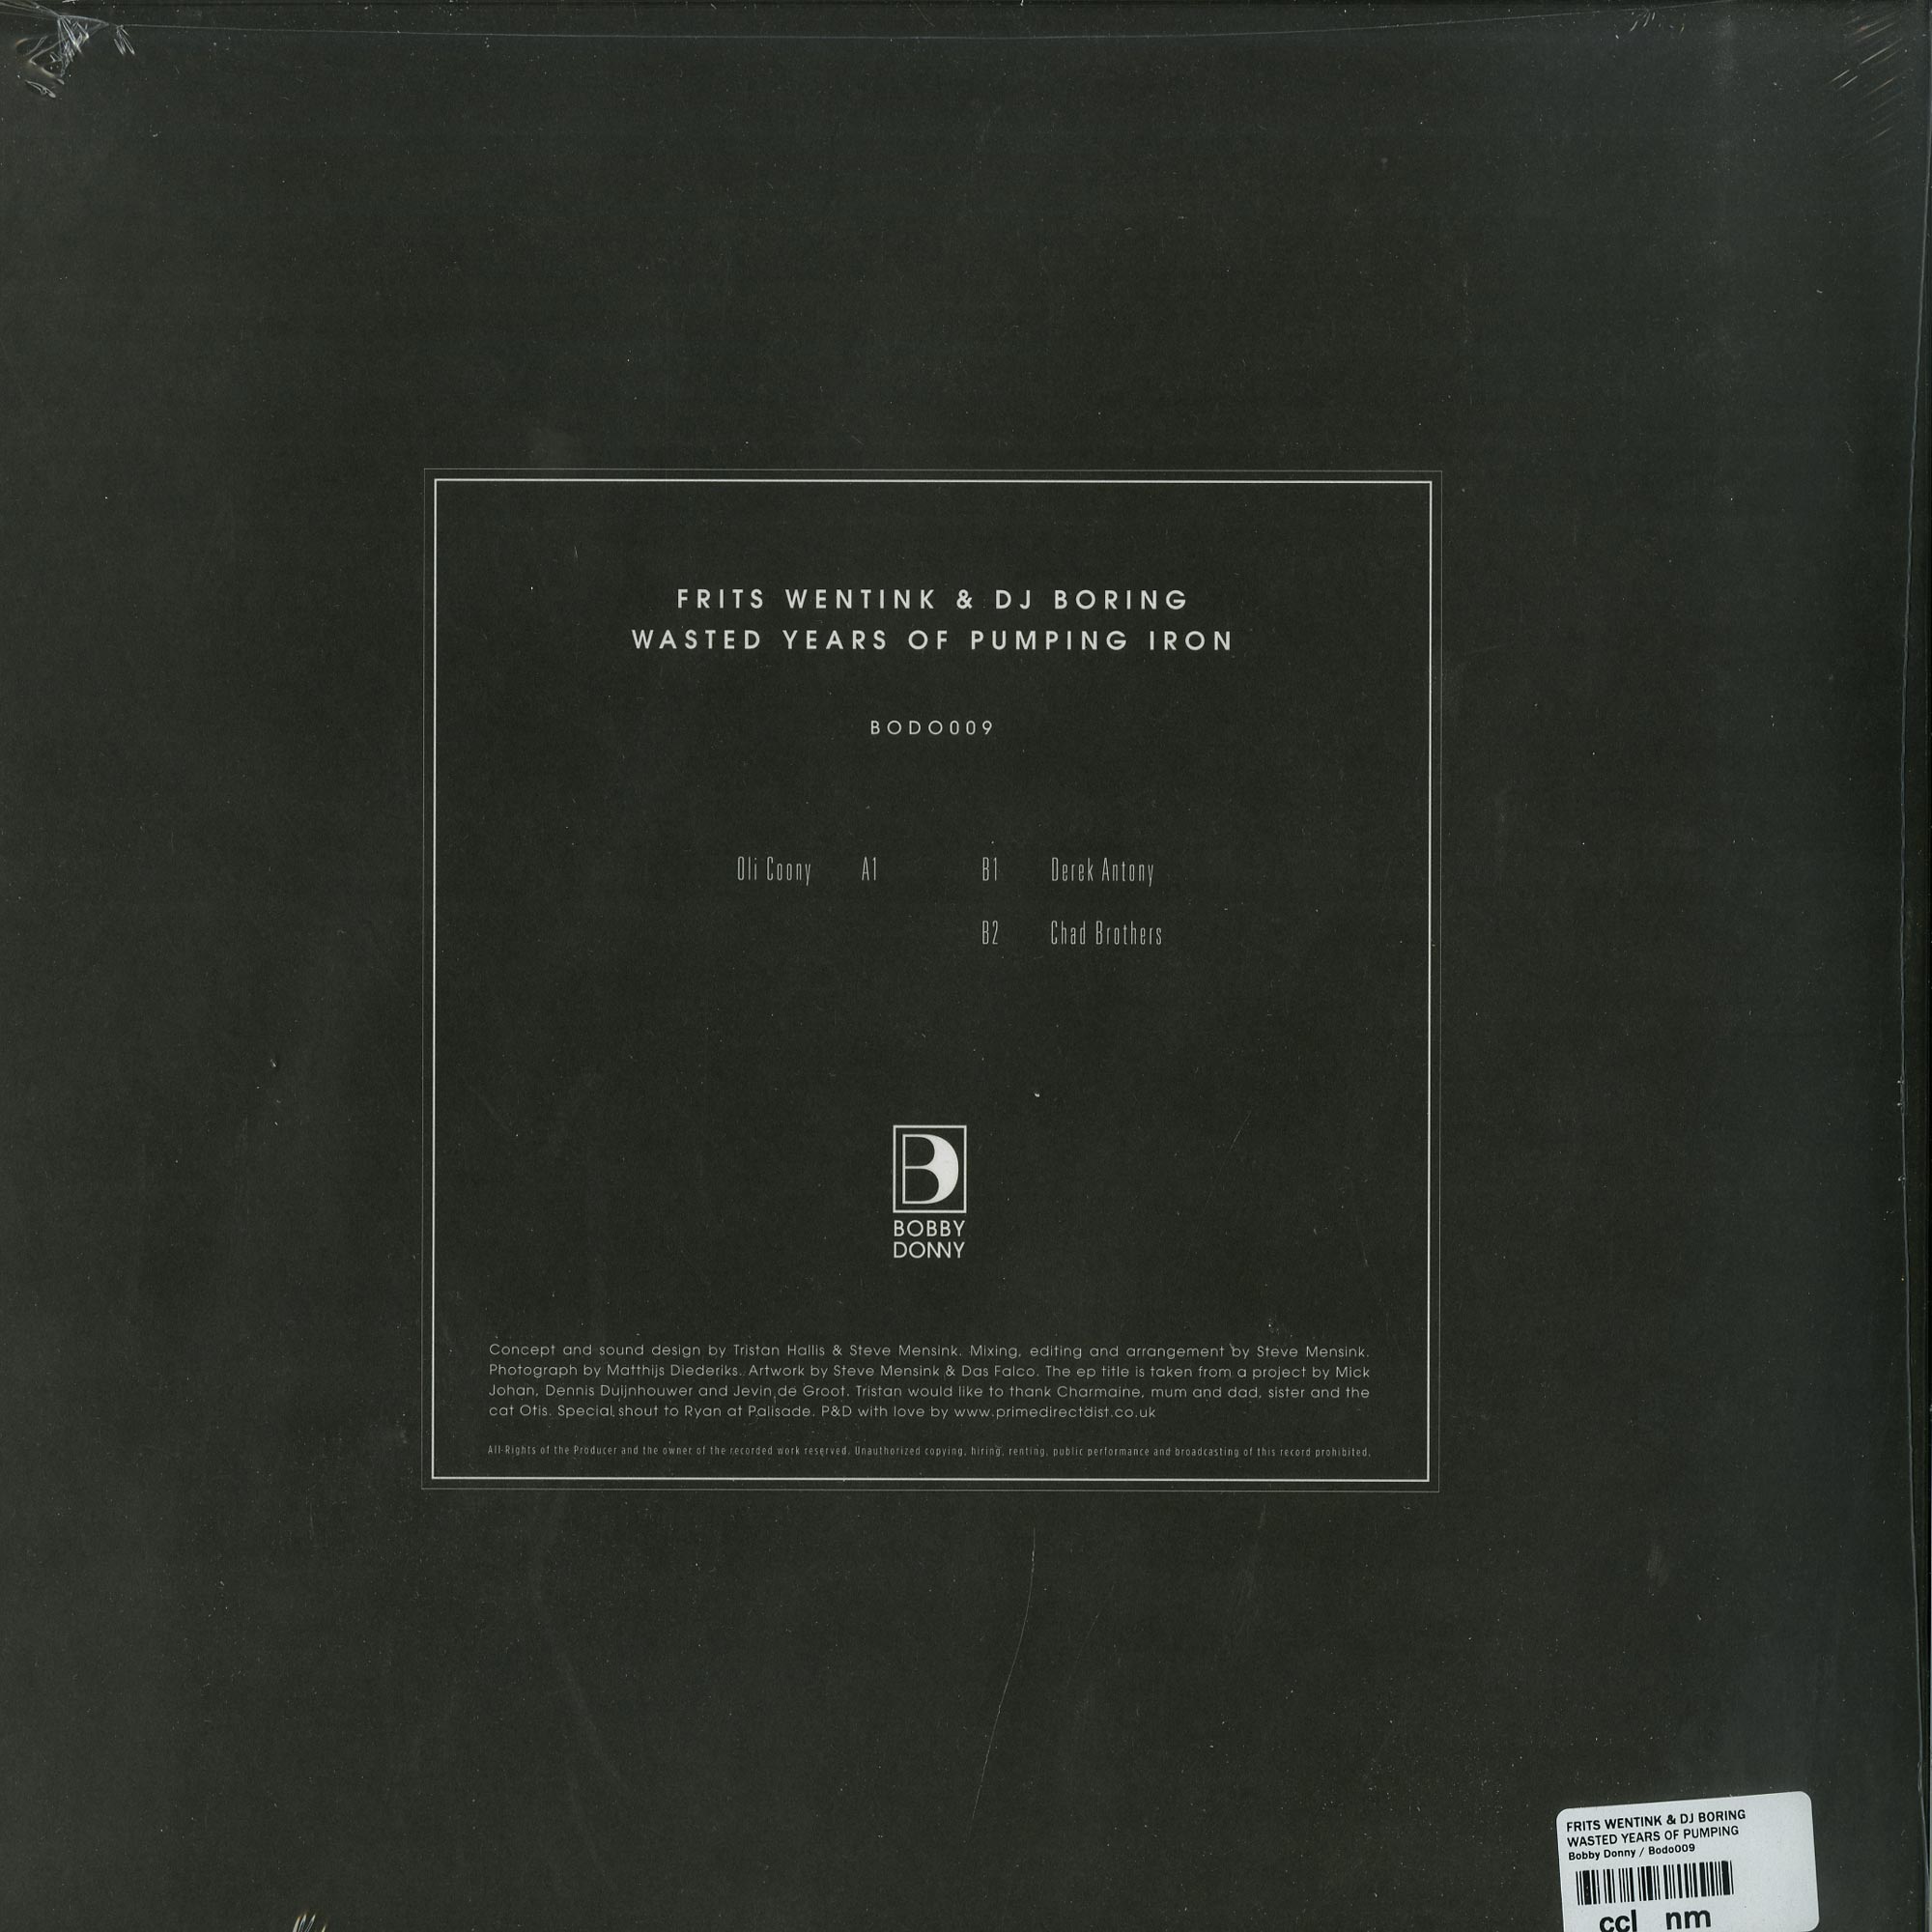 FRITS WENTINK & DJ BORING
WASTED YEARS OF PUMPING IRON
BODO009
Oli Coony A1 B1 Derek Antony
B2 Chad Brothers
B
BOBBY
DONNY
Concept and sound design by Tristan Hallis & Steve Mensink. Mixing, editing and arrangement by Steve Mensink.
Photograph by Matthijs Diederiks. Artwork by Steve Mensink & Das Falco. The ep title is taken from a project by Mick
Johan, Dennis Duijnhouwer and Jevin de Groot. Tristan would like to thank Charmaine, mum and dad, sister and the
cat Otis. Special shout to Ryan at Palisade. P&D with love by www.primedirectdist.co.uk
All Rights of the Producer and the owner of the recorded work reserved. Unauthorized copying, hiring, renting, public performance and broadcasting of this record prohibited.
FRITS WENTINK & DJ BORING
WASTED YEARS OF PUMPING
Bobby Donny / Bodo009
ccl nm